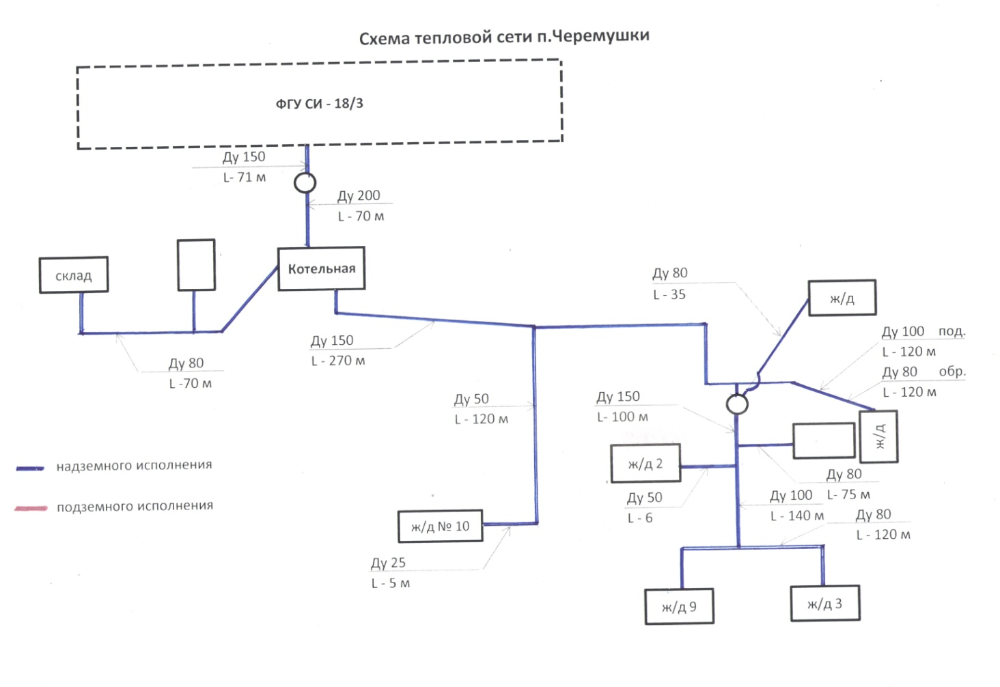 Схема тепловой сети п.Черемушки
ФГУ СИ - 18/3
Ду 150
L- 71 м
Ду 200
L - 70 м
склад
Котельная
Ду 80
L - 35
ж/д
Ду 80
L -70 м
Ду 150
L - 270 м
Ду 100 под.
L - 120 м
Ду 80 обр.
L - 120 м
Ду 50
L - 120 м
Ду 150
L- 100 м
ж/д
ж/д 2
Ду 50
L - 6
Ду 80
L- 75 м
Ду 100
L - 140 м
Ду 80
L - 120 м
надземного исполнения
подземного исполнения
ж/д № 10
Ду 25
L - 5 м
ж/д 9
ж/д 3